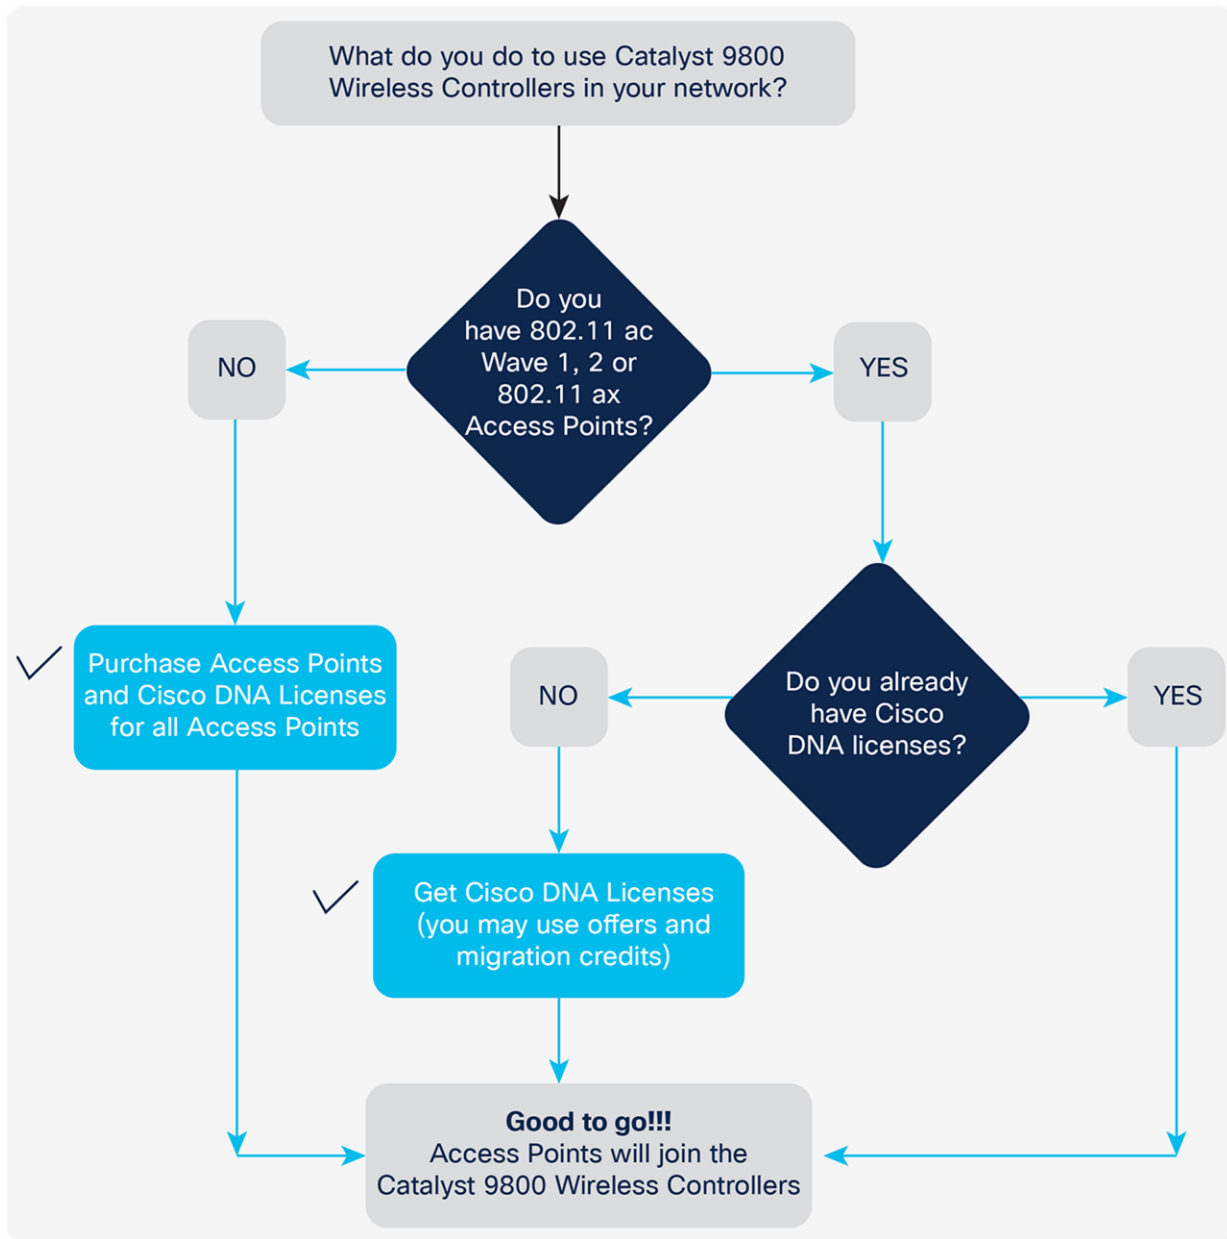 What do you do to use Catalyst 9800
Wireless Controllers in your network?
Do you
have 802.11 ac
Wave 1, 2 or
802.11 ax
Access Points?
NO
YES
Purchase Access Points
and Cisco DNA Licenses
for all Access Points
NO
Do you already
have Cisco
DNA licenses?
YES
Get Cisco DNA Licenses
(you may use offers and
migration credits)
Good to go!!!
Access Points will join the
Catalyst 9800 Wireless Controllers